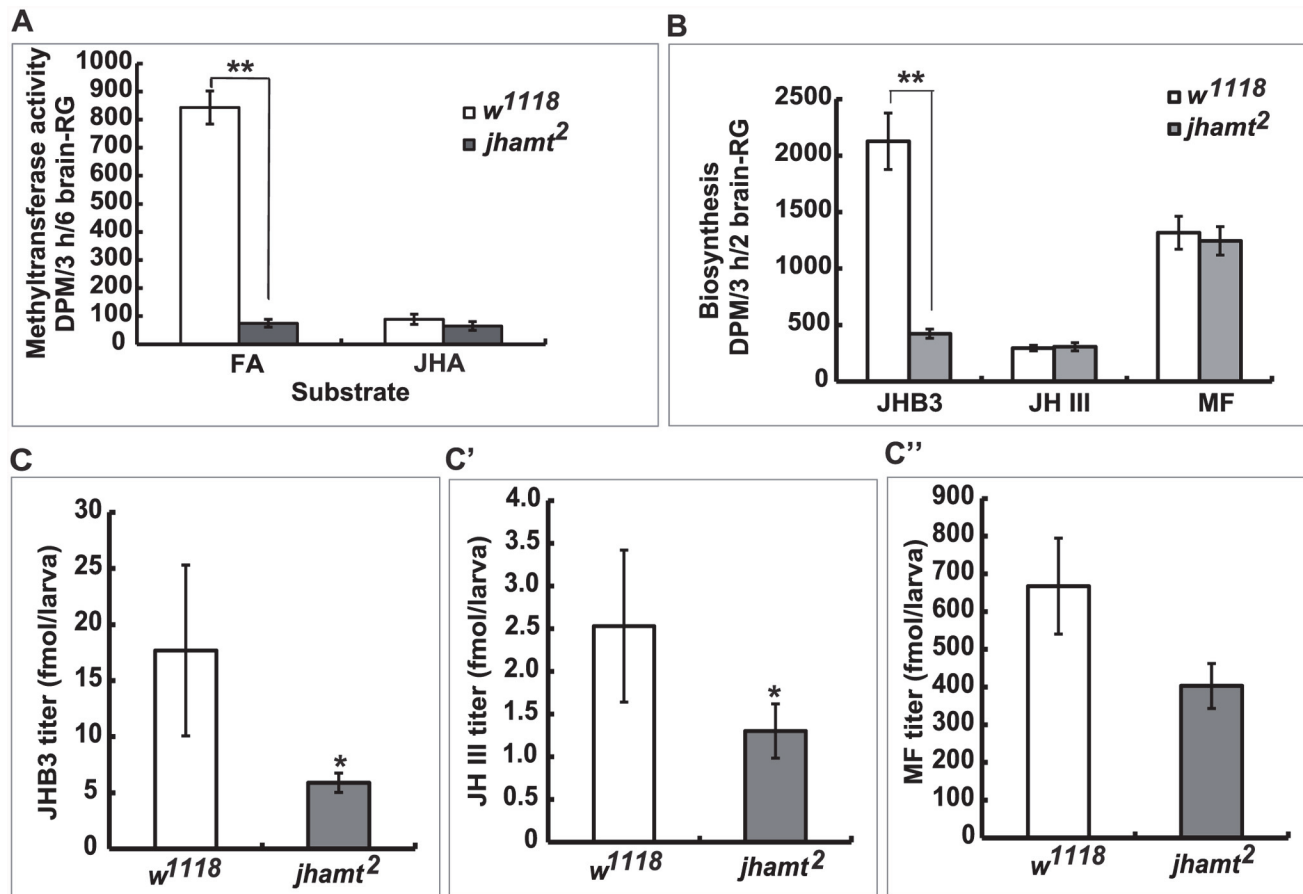 A
Methyltransferase activity
DPM/3 h/6 brain-RG
1000
900
800
700
600
500
400
300
200
100
0
**
w1118
jhamt2
FA
JHA
Substrate
B
Biosynthesis
DPM/3 h/2 brain-RG
2500
2000
1500
1000
500
0
**
w1118
jhamt2
JHB3
JH III
MF
C
JHB3 titer (fmol/larva)
30
25
20
15
10
5
0
*
w1118
jhamt2
C'
JH III titer (fmol/larva)
4.0
3.5
3.0
2.5
2.0
1.5
1.0
0.5
0
*
w1118
jhamt2
C''
MF titer (fmol/larva)
900
800
700
600
500
400
300
200
100
0
w1118
jhamt2